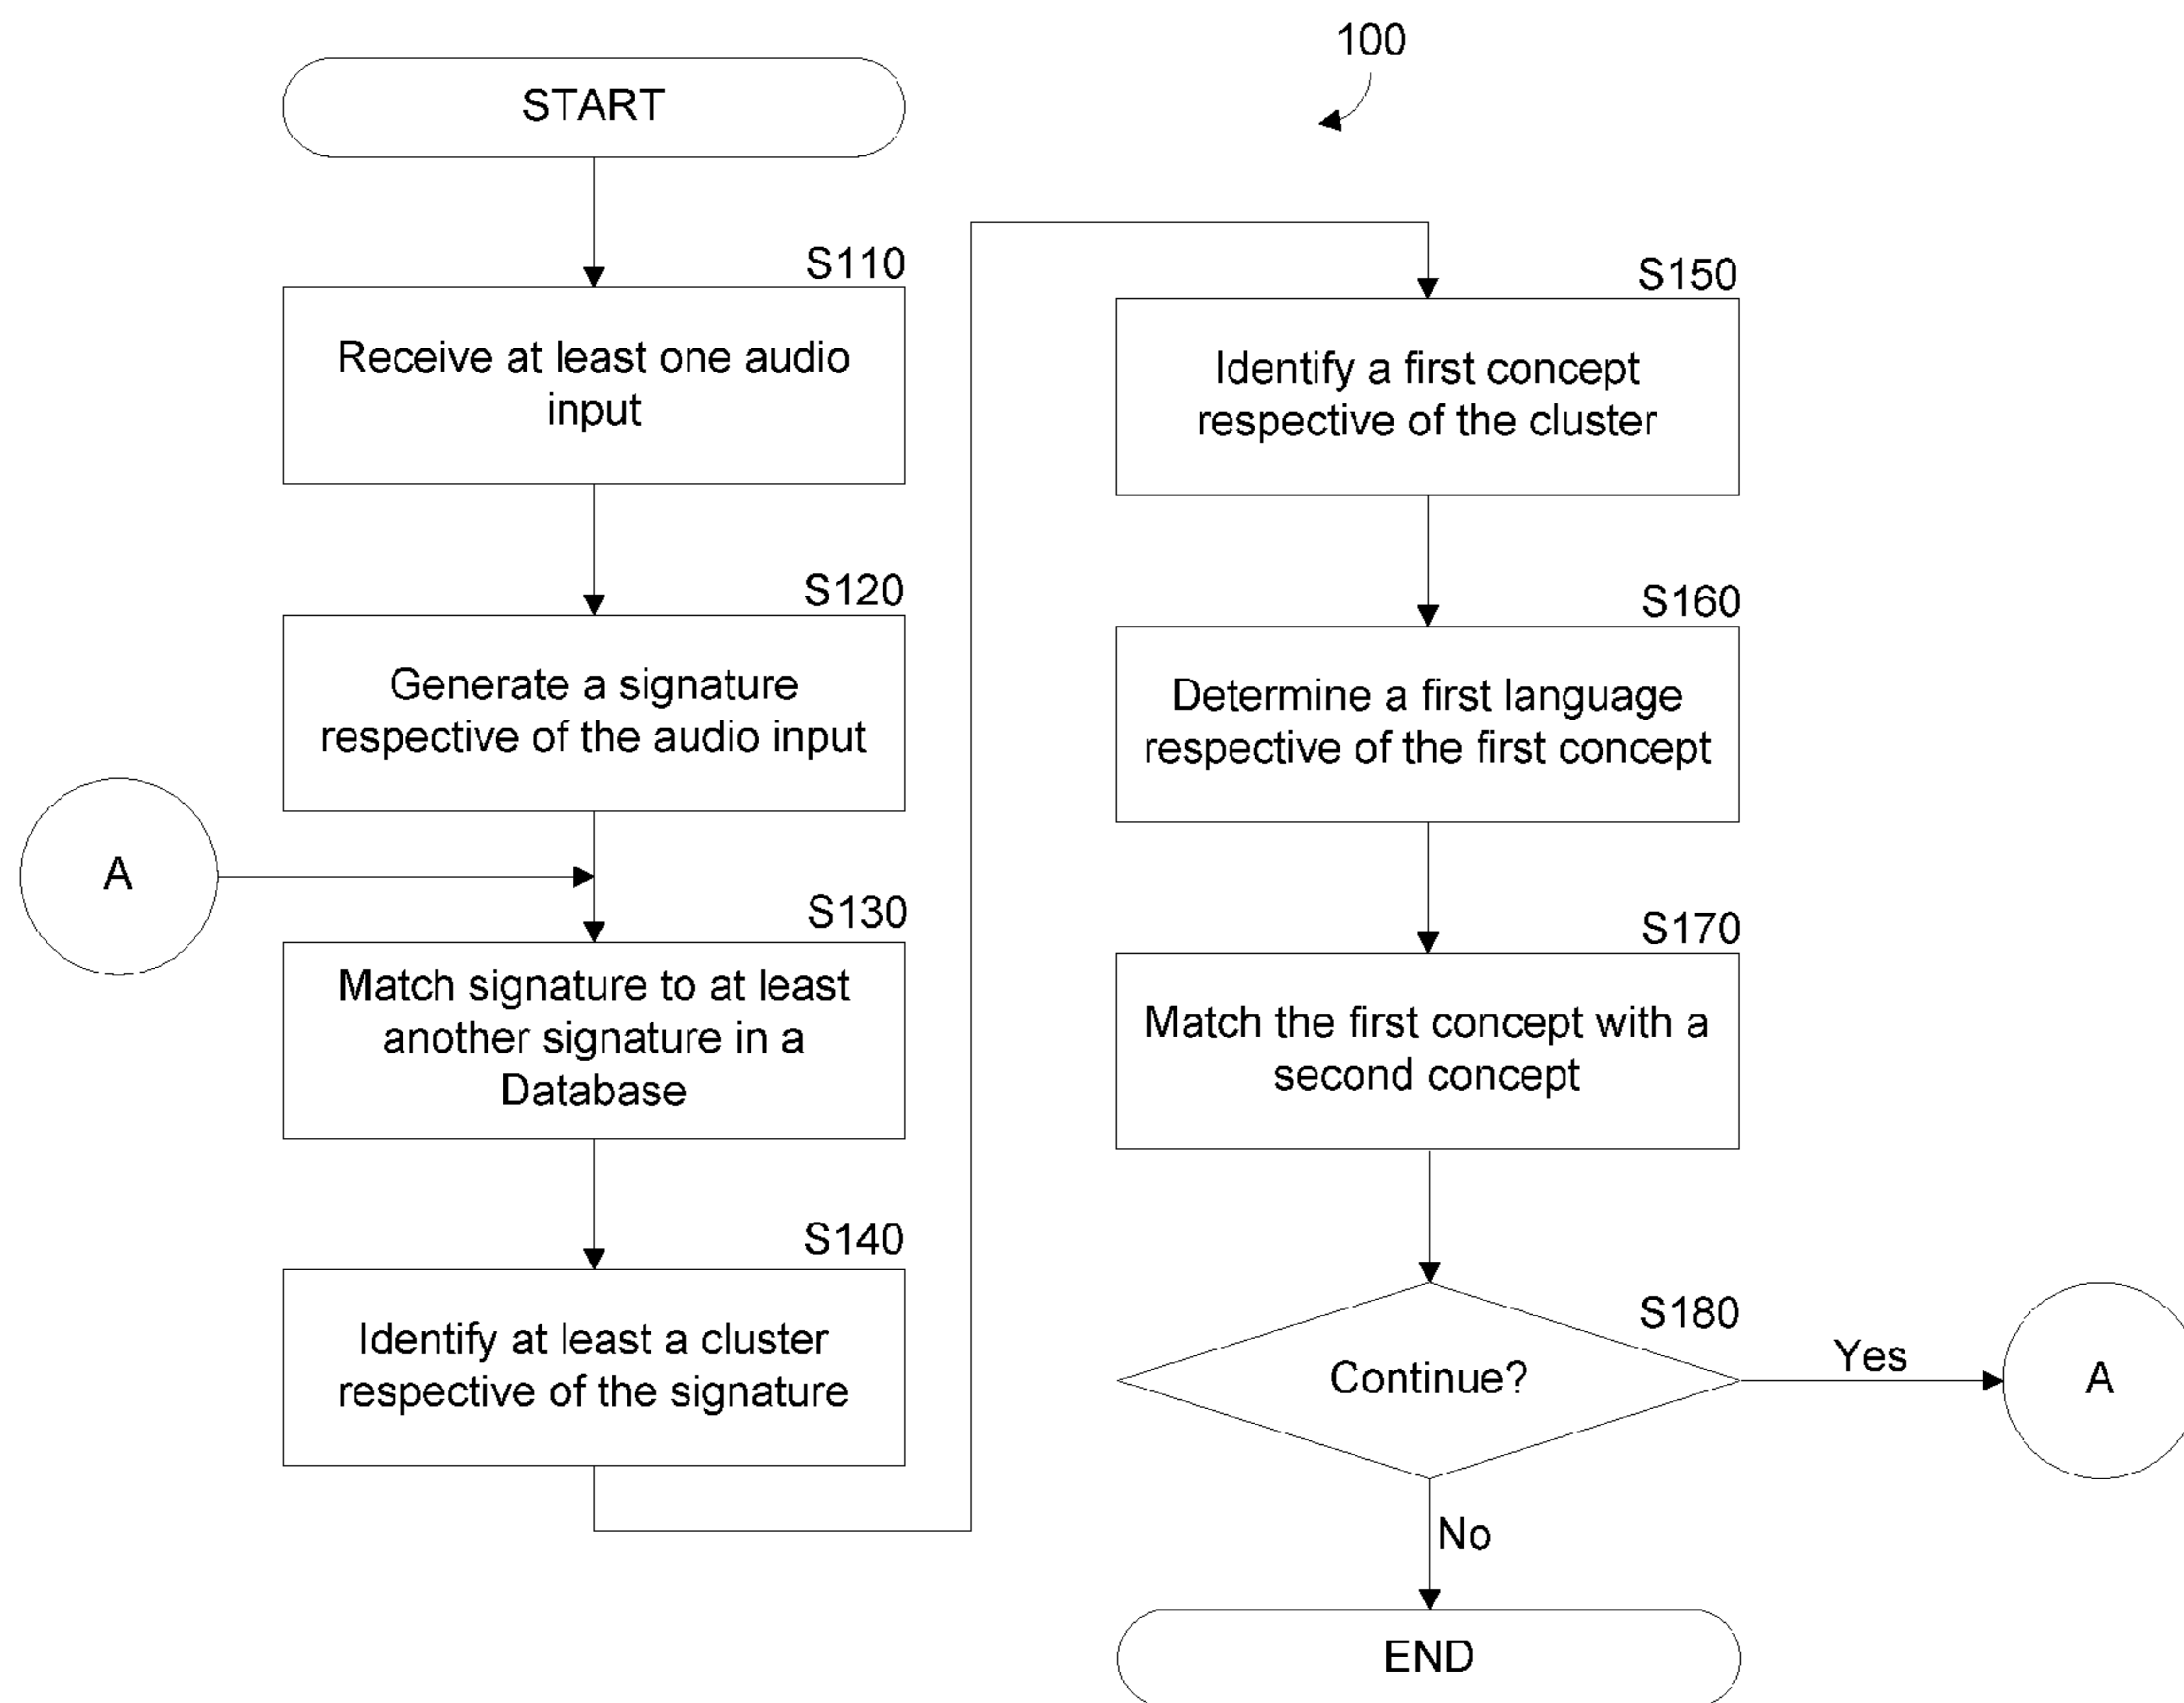 100
START
S110
Receive at least one audio
input
S120
Generate a signature
respective of the audio input
A
S130
Match signature to at least
another signature in a
Database
S140
Identify at least a cluster
respective of the signature
S150
Identify a first concept
respective of the cluster
S160
Determine a first language
respective of the first concept
S170
Match the first concept with a
second concept
S180
Continue?
Yes
A
No
END